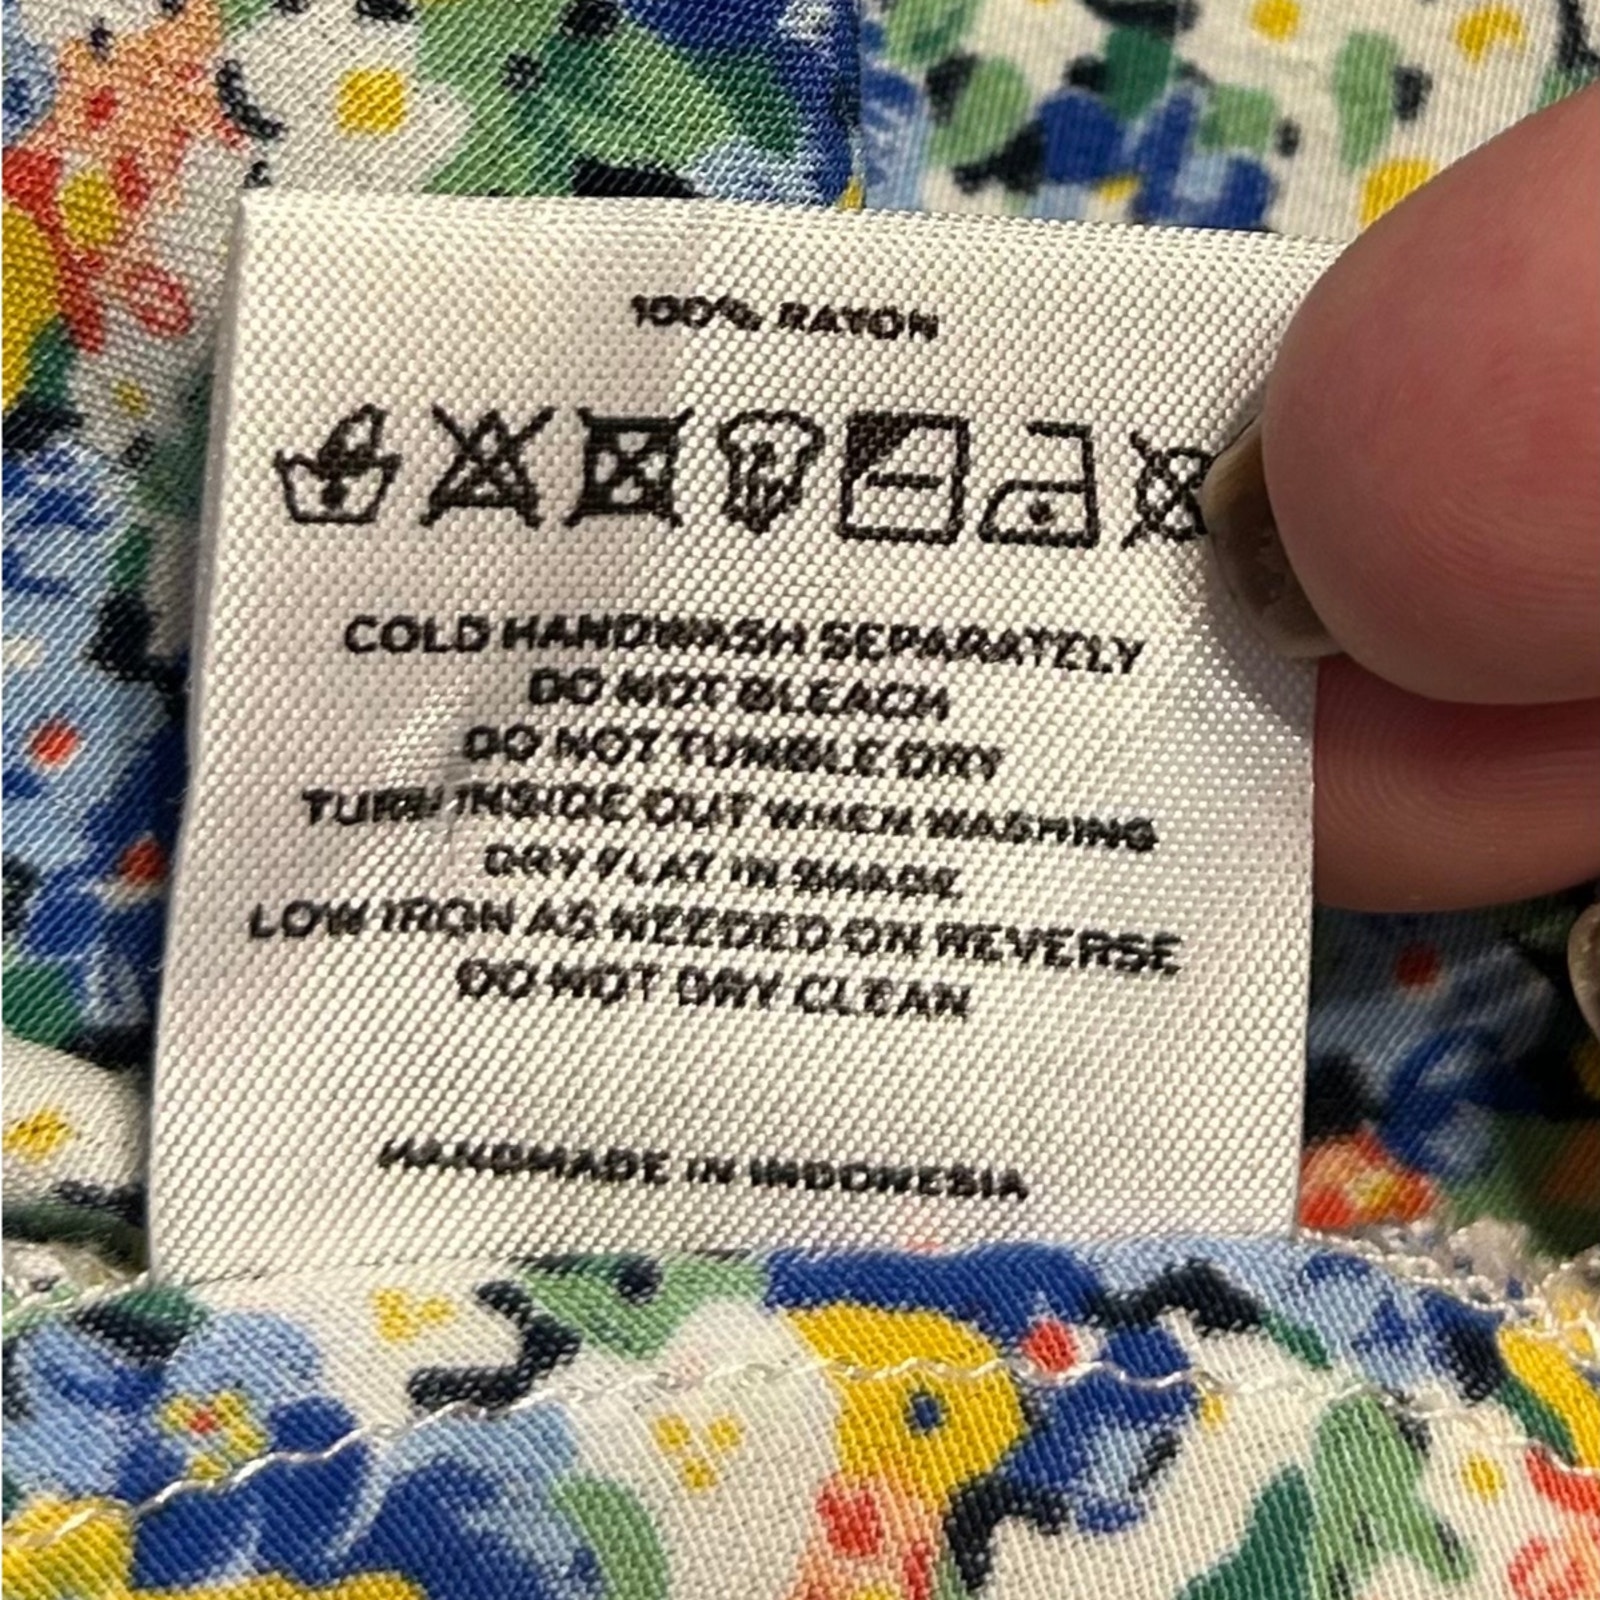 100% RAYON
COLD HANDWASH SEPARATELY
DO NOT BLEACH
DO NOT TUMBLE DRY
TURN INSIDE OUT WHEN WASHING
DRY FLAT IN SHADE
LOW IRON AS NEEDED ON REVERSE
DO NOT DRY CLEAN
HANDMADE IN INDONESIA